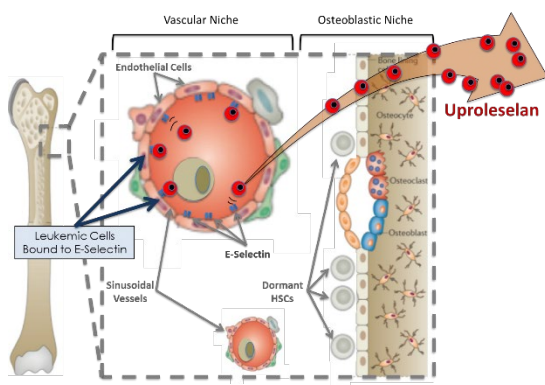 Vascular Niche
Osteoblastic Niche
Endothelial Cells
Bone lining
Uproleselan
Osteocyte
Osteoclast
Osteoblast
Leukemic Cells
Bound to E-Selectin
E-Selectin
Sinusoidal
Vessels
Dormant
HSCs